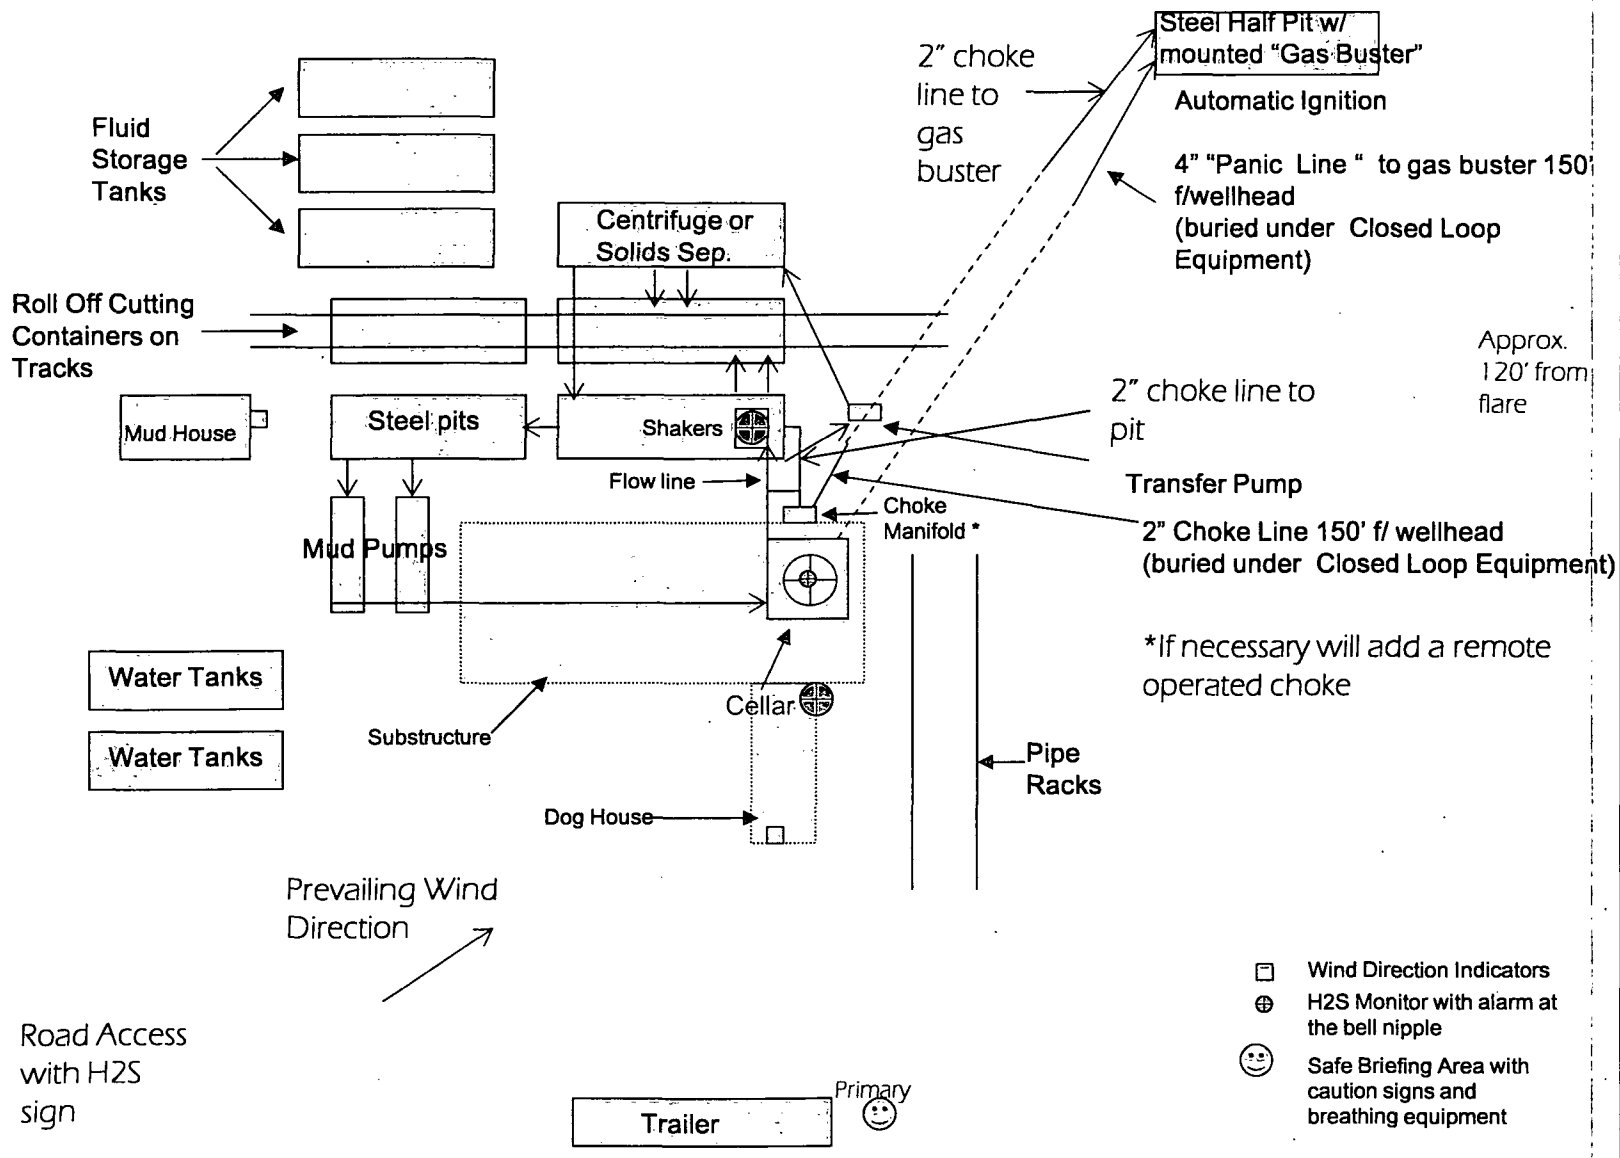 Steel Half Pit w/
mounted "Gas Buster"
2" choke
line to
gas
buster
Automatic Ignition
Fluid
Storage
Tanks
4" "Panic Line " to gas buster 150'
f/wellhead
(buried under Closed Loop
Equipment)
Centrifuge or
Solids Sep.
Roll Off Cutting
Containers on
Tracks
Approx.
120' from
flare
2" choke line to
pit
Mud House
Steel pits
Shakers
Flow line
Transfer Pump
Choke
Manifold *
2" Choke Line 150' f/ wellhead
(buried under Closed Loop Equipment)
Mud Pumps
*If necessary will add a remote
operated choke
Water Tanks
Cellar
Substructure
Water Tanks
Pipe
Racks
Dog House
Prevailing Wind
Direction
Wind Direction Indicators
H2S Monitor with alarm at
the bell nipple
Road Access
with H2S
sign
Safe Briefing Area with
caution signs and
breathing equipment
Primary
Trailer